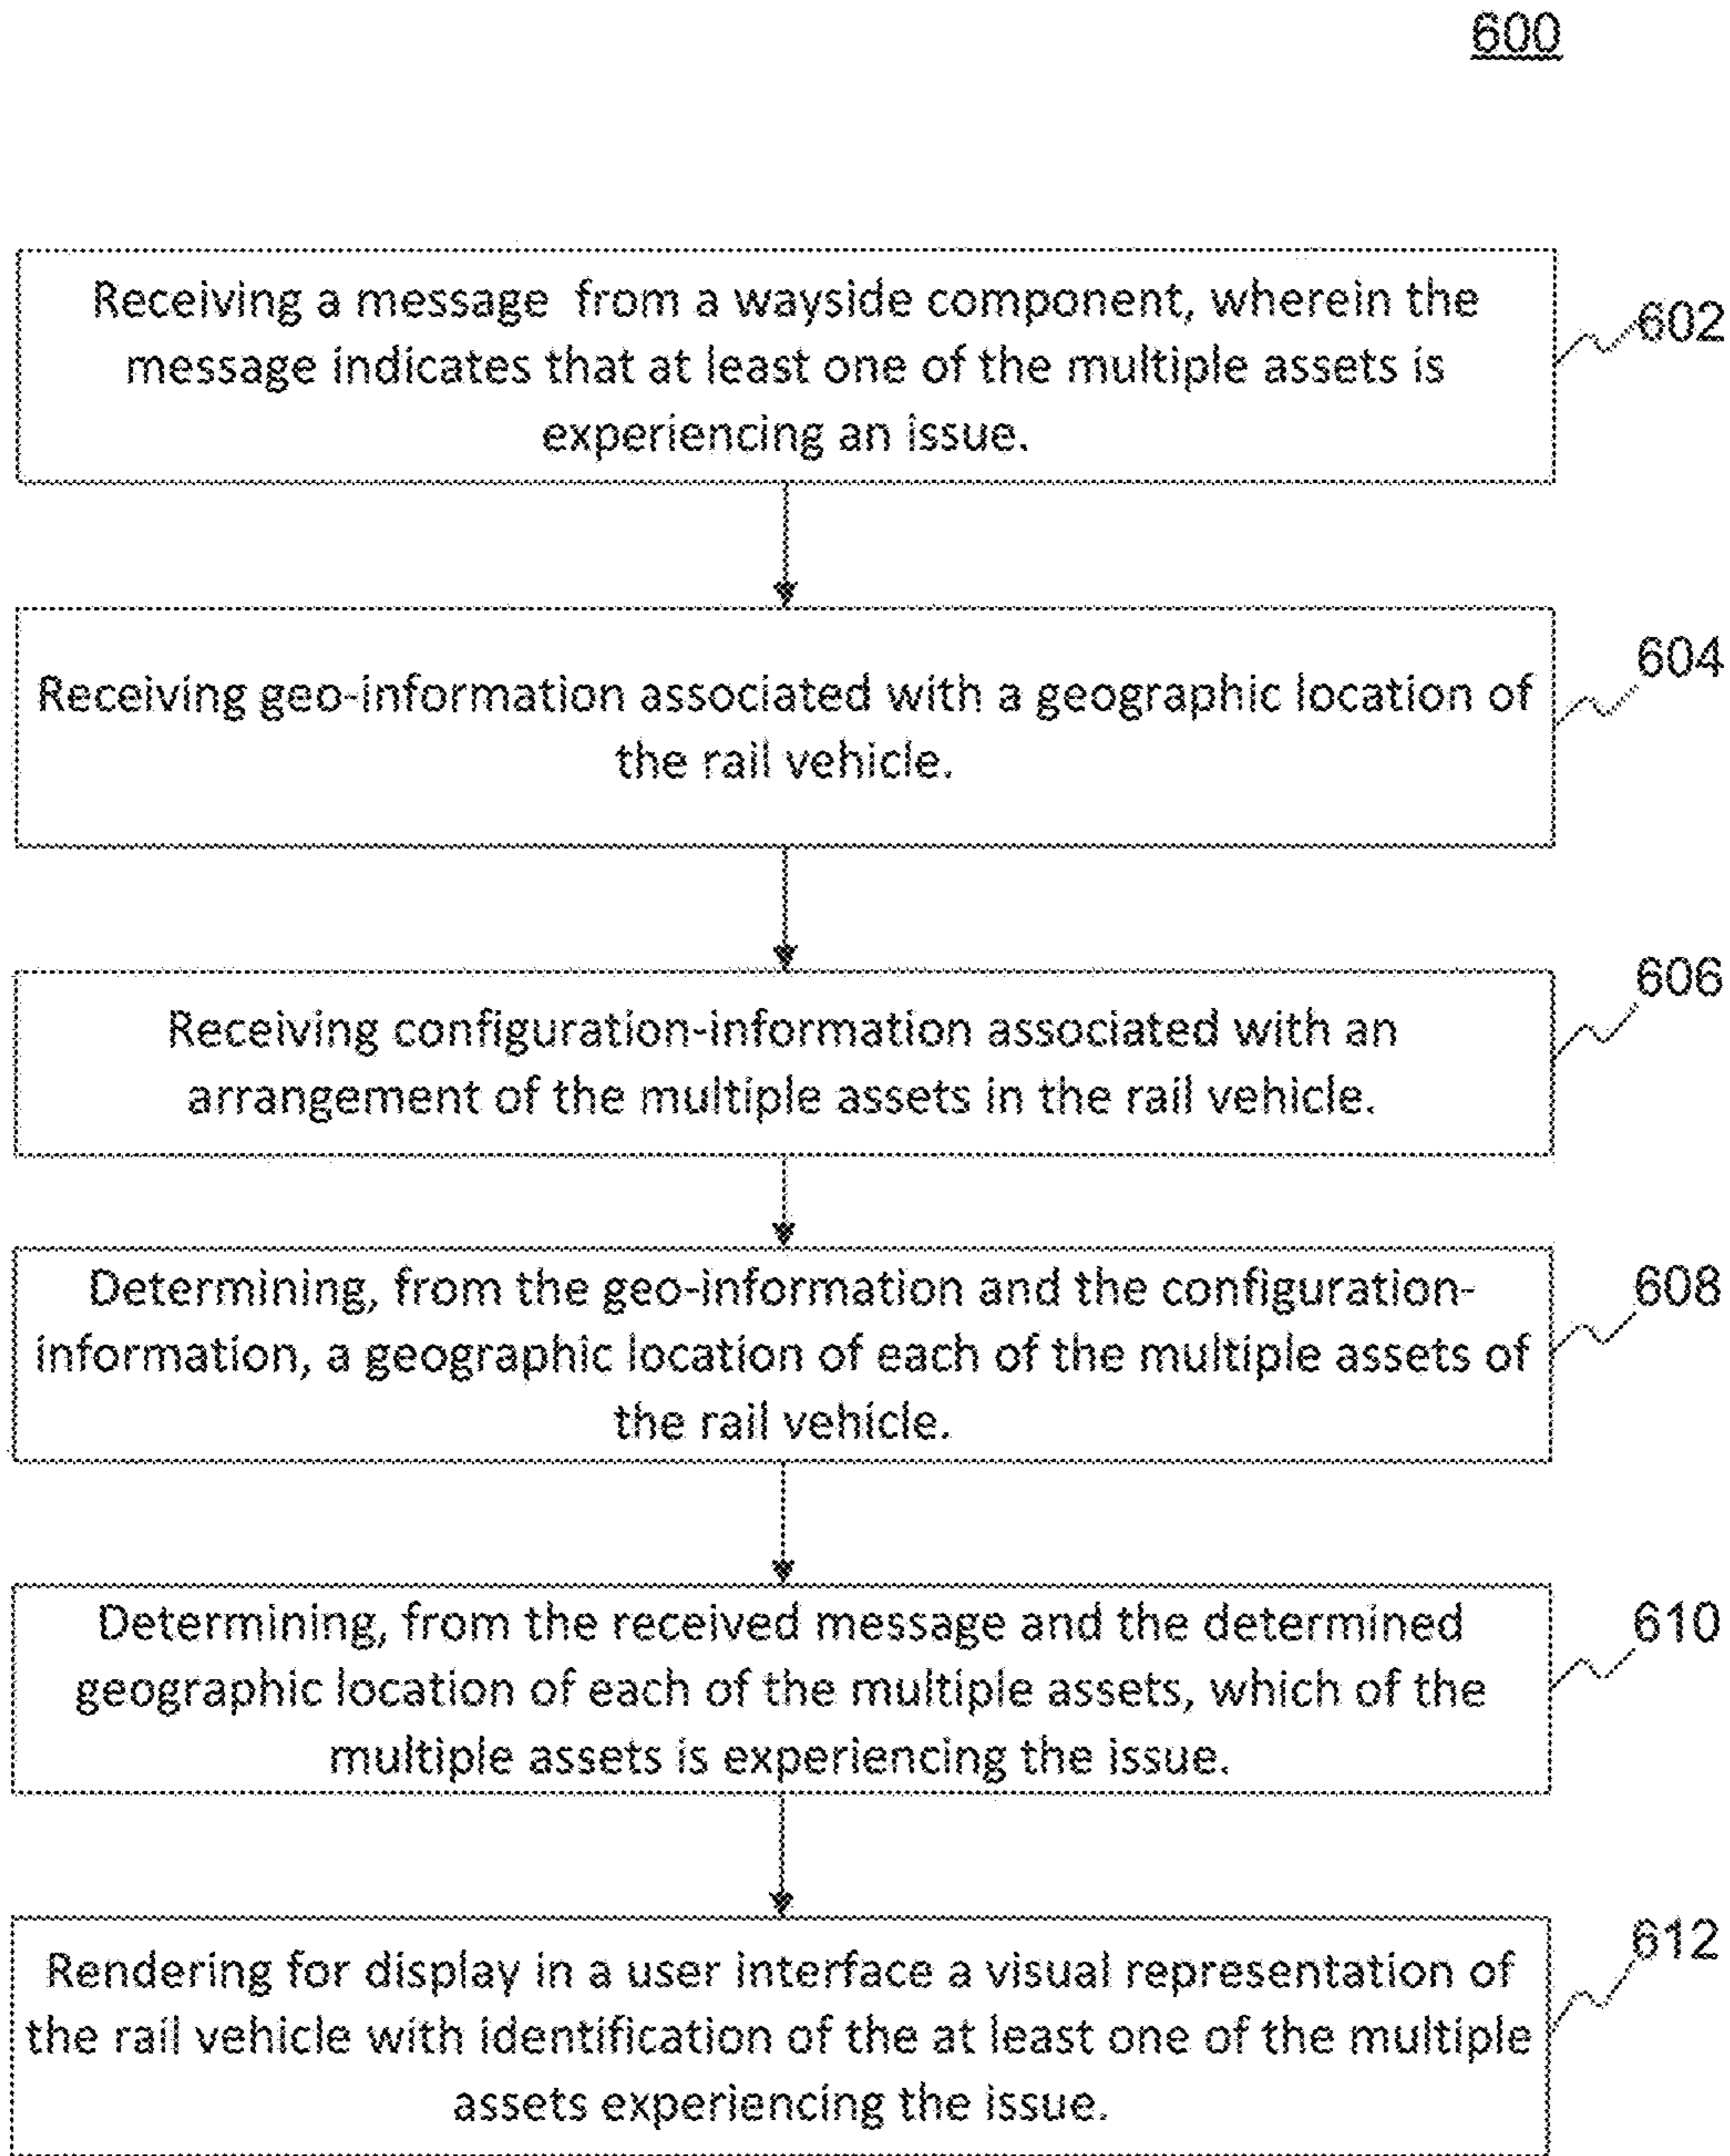 600
Receiving a message from a wayside component, wherein the
message indicates that at least one of the multiple assets is
experiencing an issue.
602
Receiving geo-information associated with a geographic location of
the rail vehicle.
604
Receiving configuration-information associated with an
arrangement of the multiple assets in the rail vehicle.
606
Determining, from the geo-information and the configuration-
information, a geographic location of each of the multiple assets of
the rail vehicle.
608
Determining, from the received message and the determined
geographic location of each of the multiple assets, which of the
multiple assets is experiencing the issue.
610
Rendering for display in a user interface a visual representation of
the rail vehicle with identification of the at least one of the multiple
assets experiencing the issue.
612